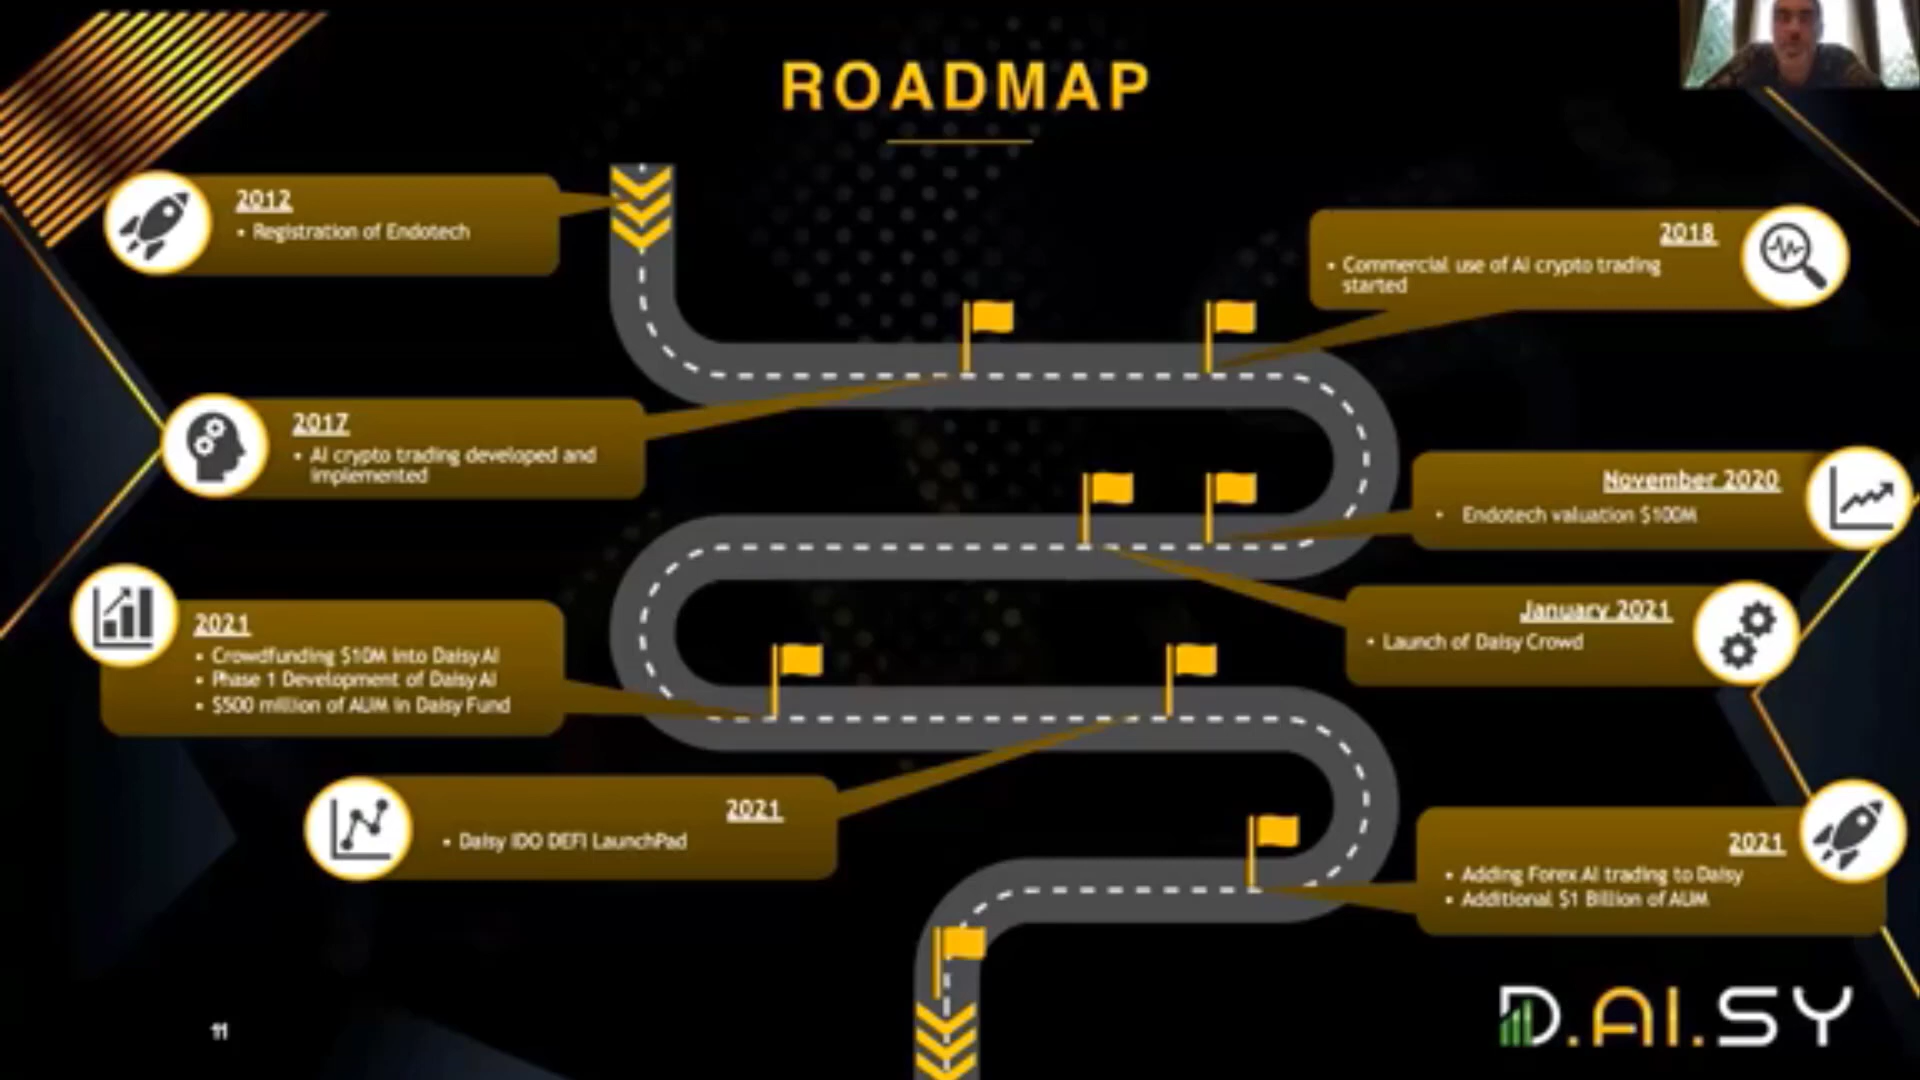 ROADMAP
2012
• Registration of Endotech
2018
• Commercial use of AI crypto trading
started
2017
• AI crypto trading developed and
implemented
November 2020
• Endotech valuation $100M
January 2021
• Launch of Daisy Crowd
2021
• Crowdfunding $10M into Daisy AI
• Phase 1 Development of Daisy AI
• $500 million of AUM in Daisy Fund
2021
• Daisy IDO DEFI LaunchPad
2021
• Adding Forex AI trading to Daisy
• Additional $1 Billion of AUM
11
D.AI.SY